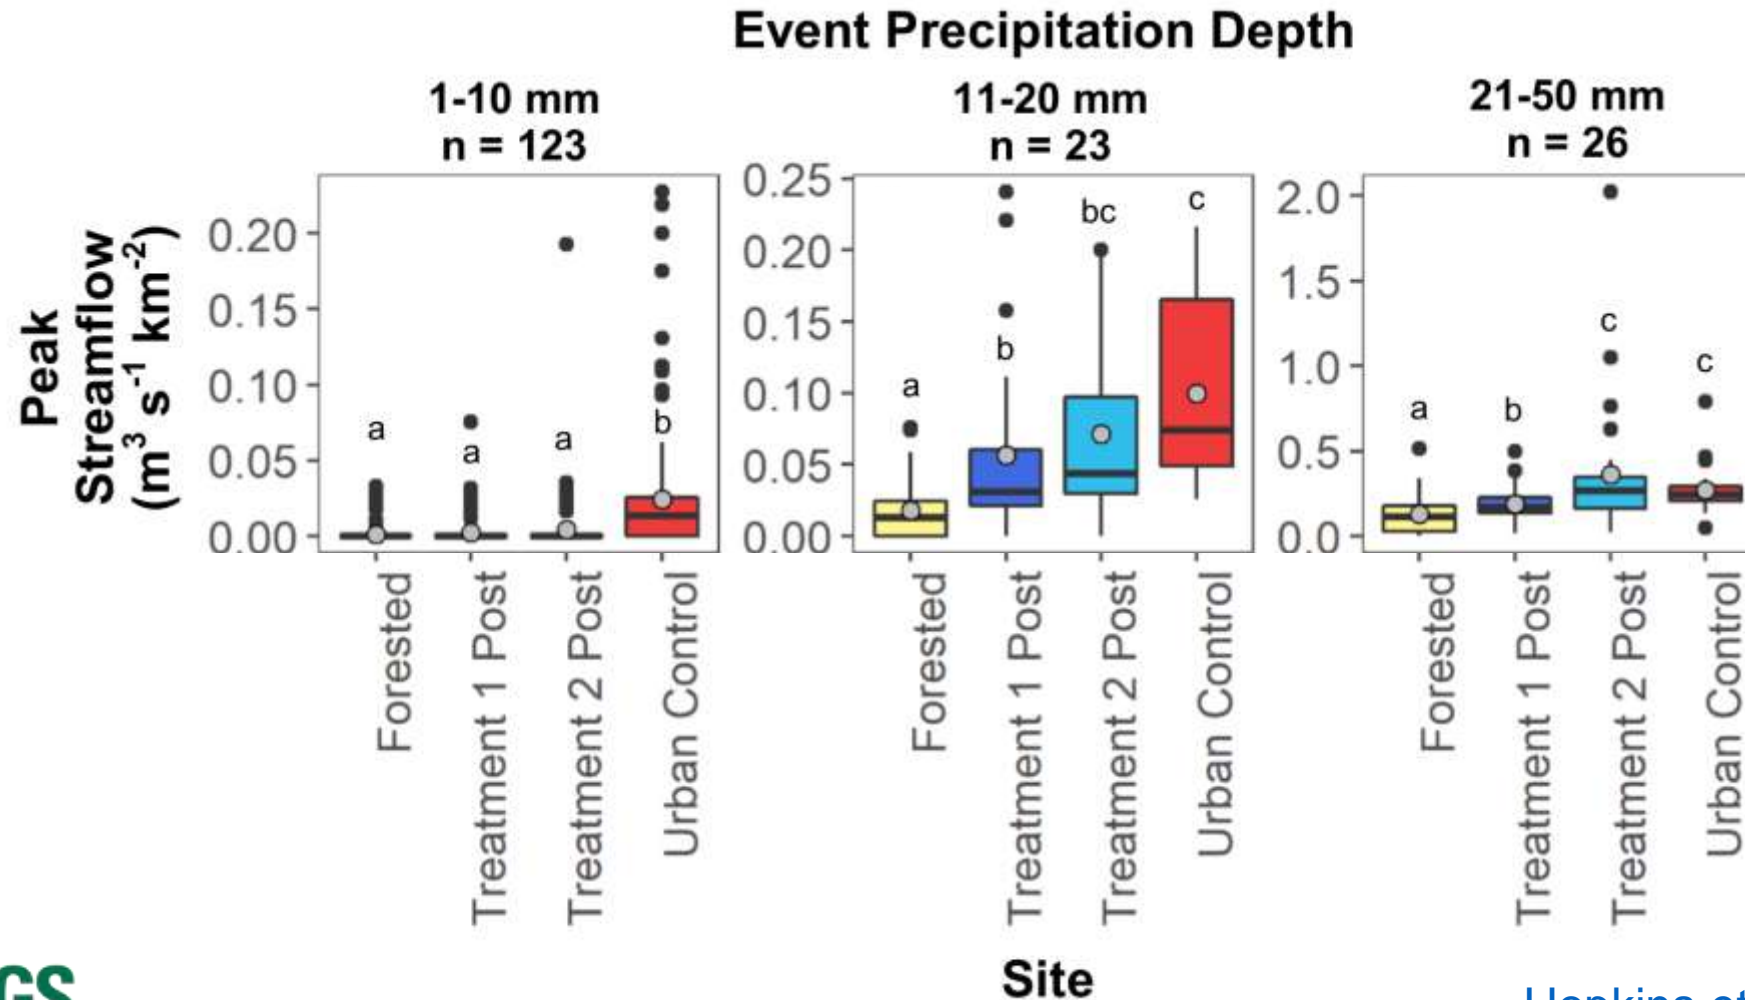 Event Precipitation Depth
1-10 mm
n = 123
11-20 mm
n = 23
21-50 mm
n = 26
Peak
Streamflow
(m³ s⁻¹ km⁻²)
0.20
0.15
0.10
0.05
0.00
a
a
a
b
0.25
0.20
0.15
0.10
0.05
0.00
a
b
bc
c
2.0
1.5
1.0
0.5
0.0
a
b
c
c
Forested
Treatment 1 Post
Treatment 2 Post
Urban Control
Forested
Treatment 1 Post
Treatment 2 Post
Urban Control
Forested
Treatment 1 Post
Treatment 2 Post
Urban Control
Site
GS